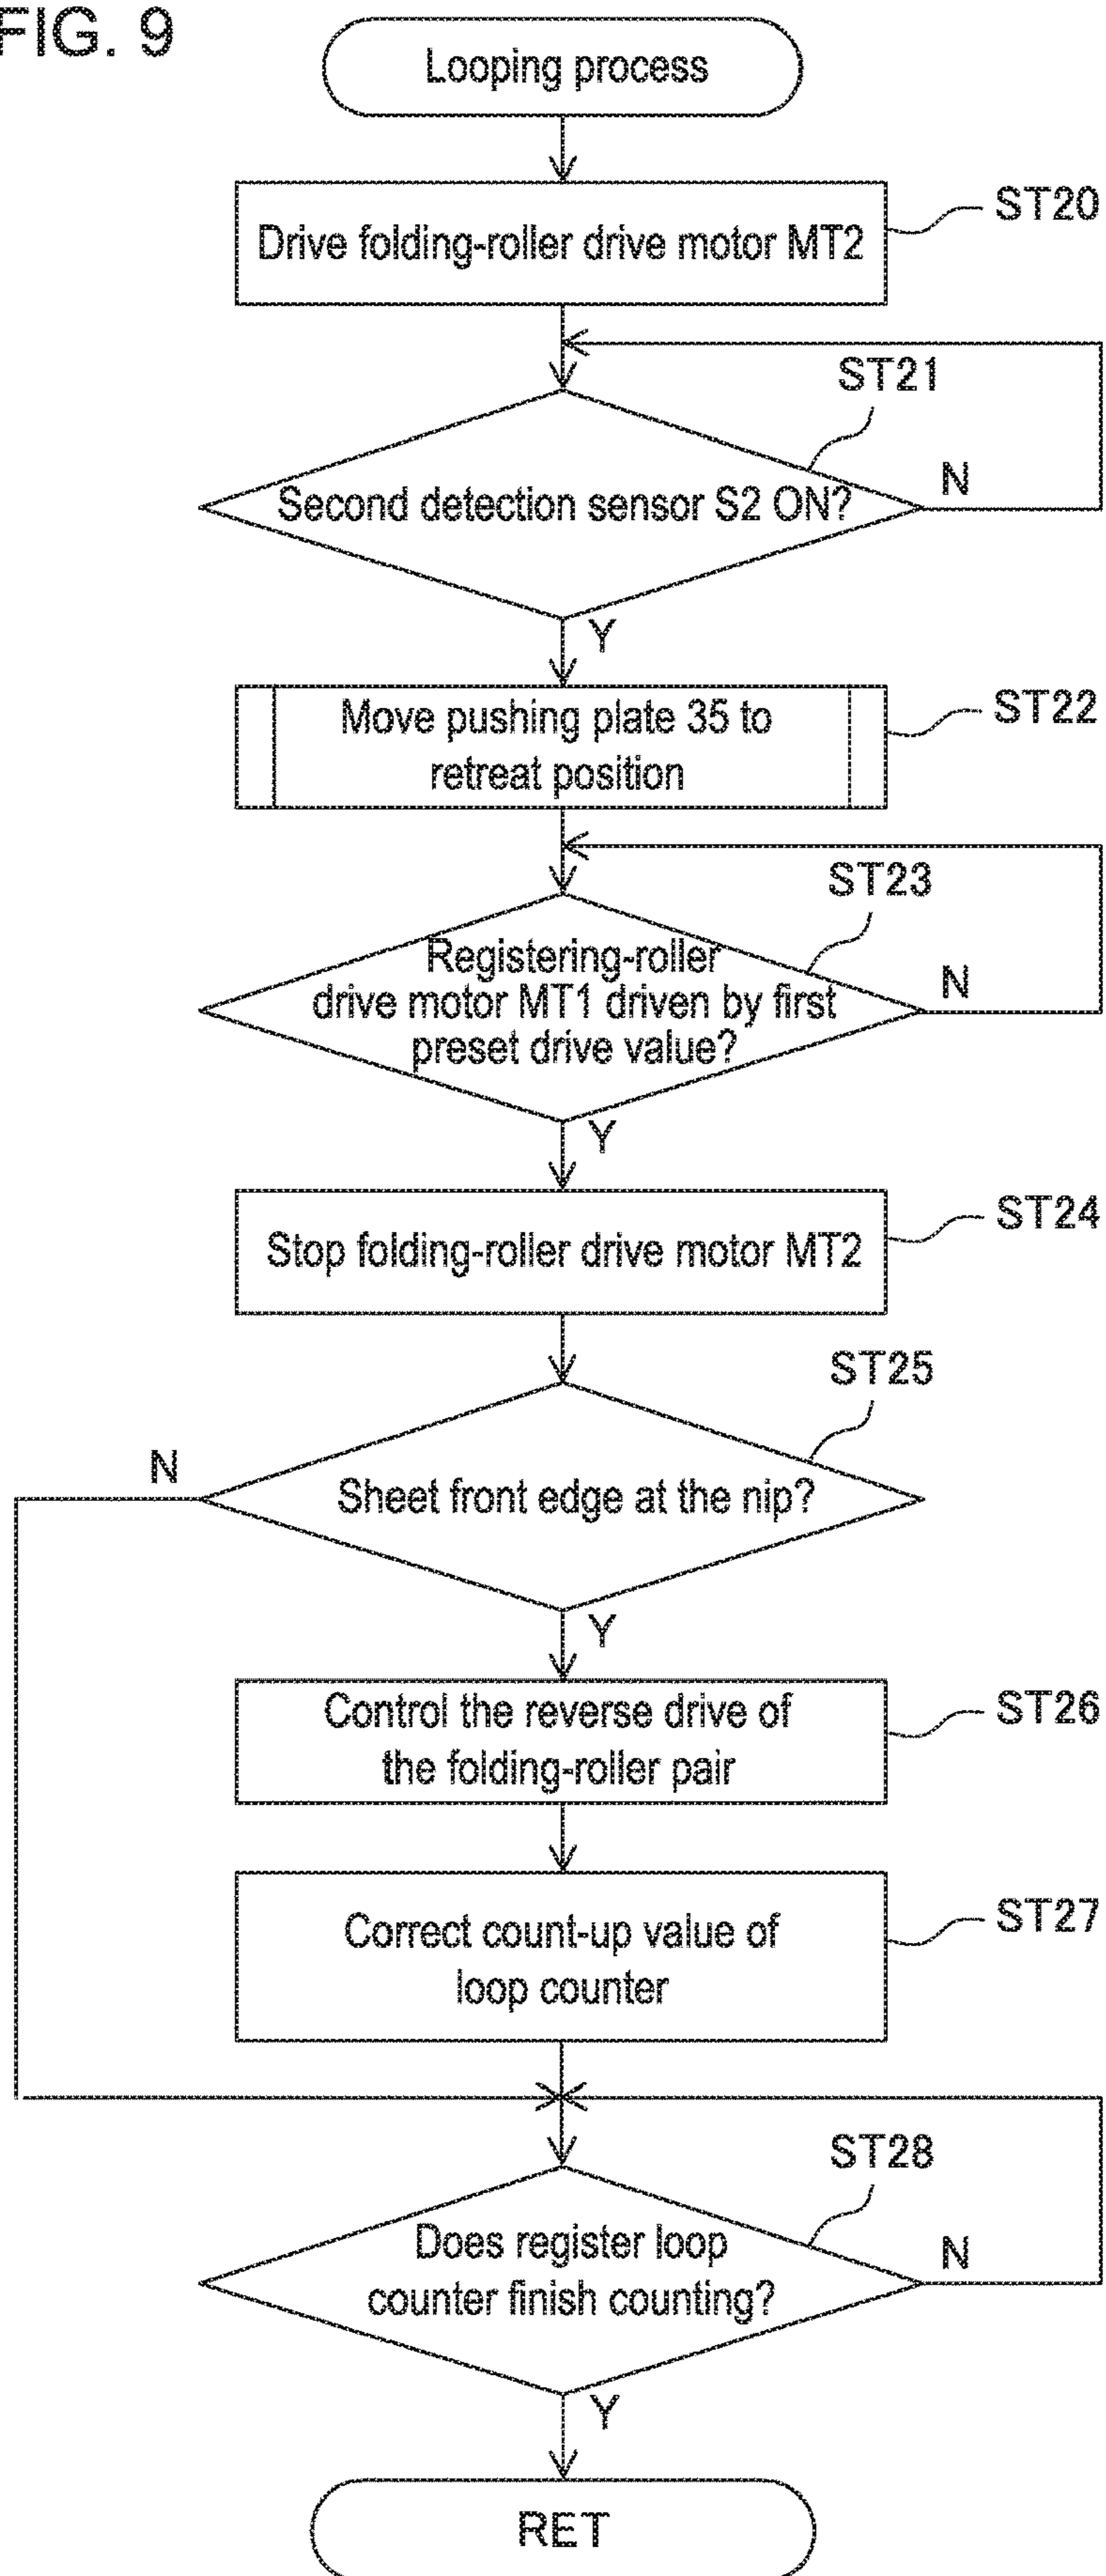 FIG. 9
Looping process
Drive folding-roller drive motor MT2
ST20
ST21
Second detection sensor S2 ON?
N
Y
Move pushing plate 35 to
retreat position
ST22
ST23
Registering-roller
drive motor MT1 driven by first
preset drive value?
N
Y
Stop folding-roller drive motor MT2
ST24
ST25
N
Sheet front edge at the nip?
Y
Control the reverse drive of
the folding-roller pair
ST26
Correct count-up value of
loop counter
ST27
ST28
Does register loop
counter finish counting?
N
Y
RET